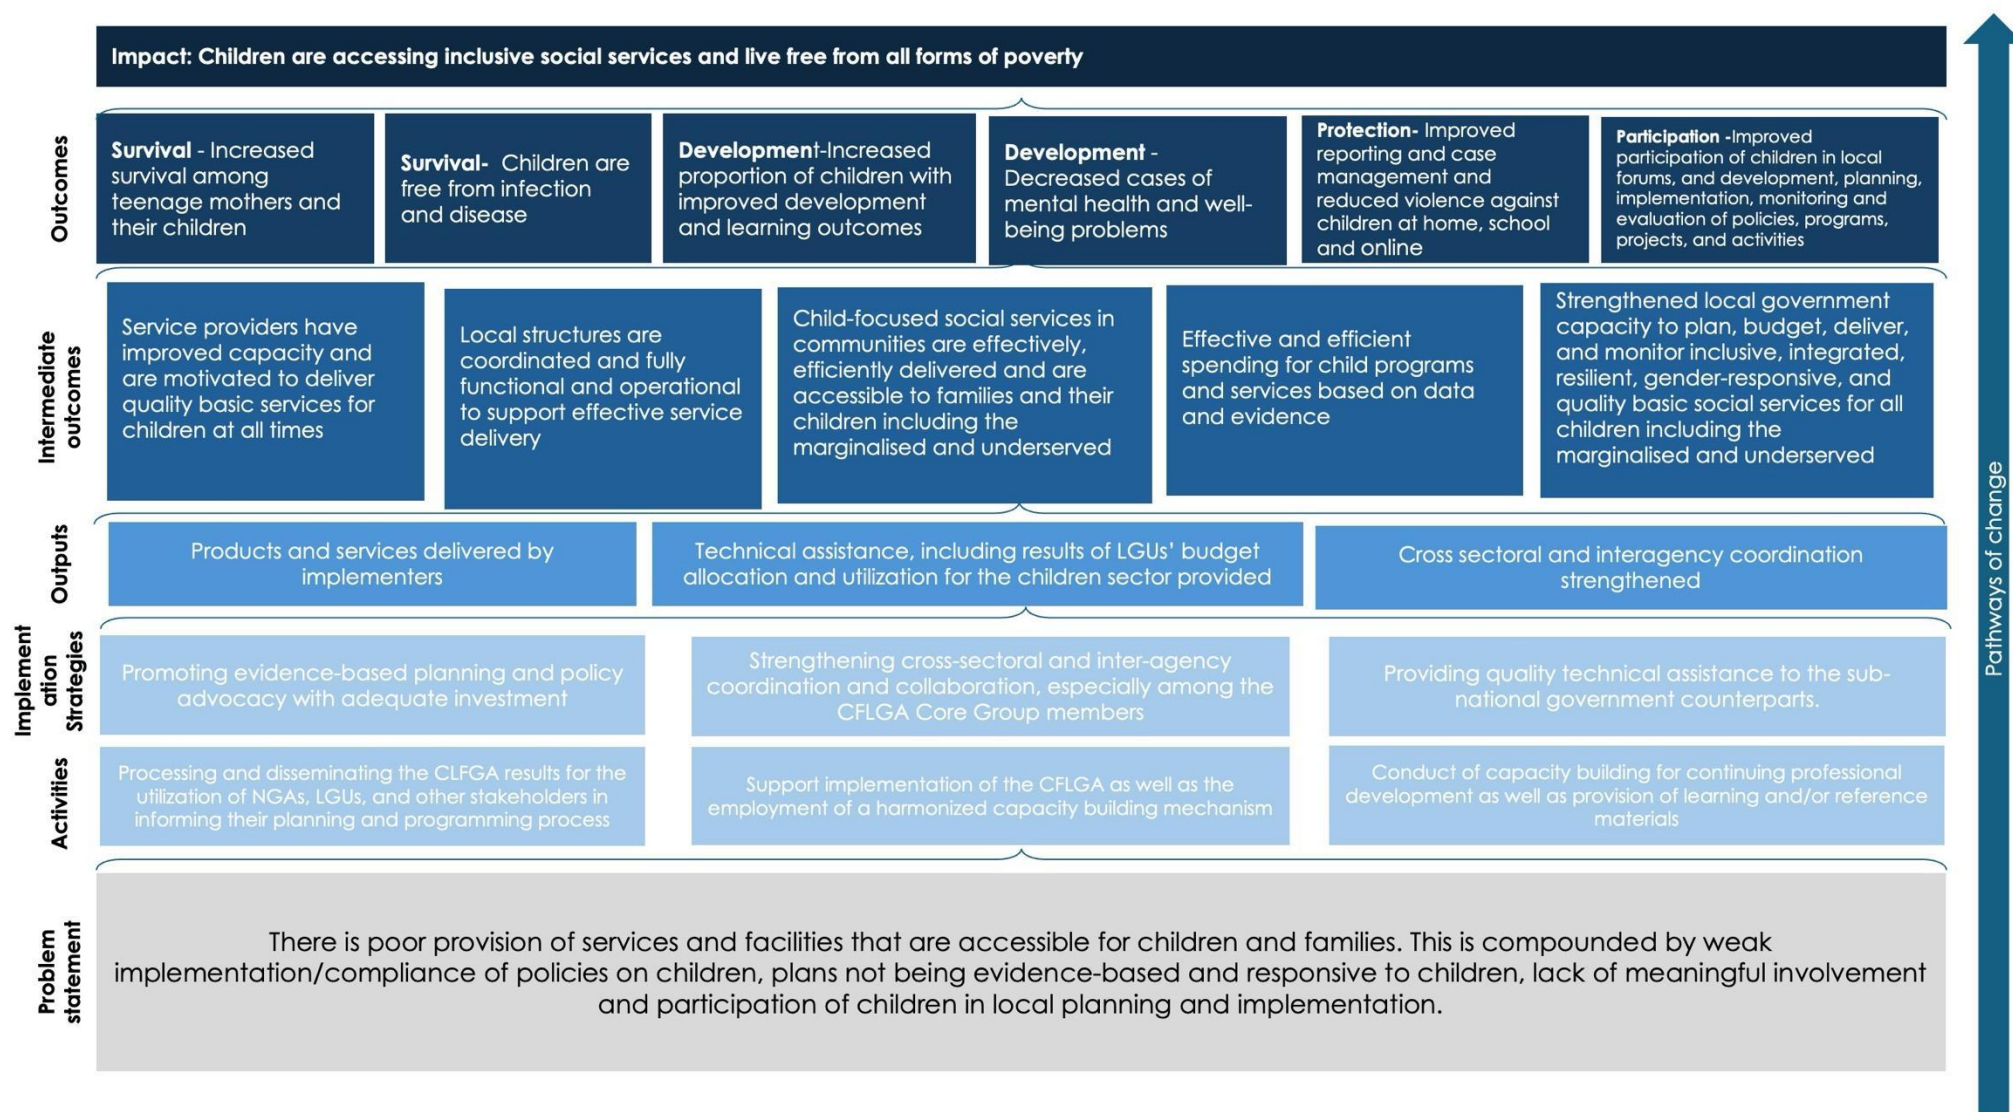 Impact: Children are accessing inclusive social services and live free from all forms of poverty
Outcomes
Survival - Increased
survival among
teenage mothers and
their children
Survival- Children are
free from infection
and disease
Development-Increased
proportion of children with
improved development
and learning outcomes
Development -
Decreased cases of
mental health and well-
being problems
Protection- Improved
reporting and case
management and
reduced violence against
children at home, school
and online
Participation -Improved
participation of children in local
forums, and development, planning,
implementation, monitoring and
evaluation of policies, programs,
projects, and activities
Intermediate
outcomes
Service providers have
improved capacity and
are motivated to deliver
quality basic services for
children at all times
Local structures are
coordinated and fully
functional and operational
to support effective service
delivery
Child-focused social services in
communities are effectively,
efficiently delivered and are
accessible to families and their
children including the
marginalised and underserved
Effective and efficient
spending for child programs
and services based on data
and evidence
Strengthened local government
capacity to plan, budget, deliver,
and monitor inclusive, integrated,
resilient, gender-responsive, and
quality basic social services for all
children including the
marginalised and underserved
Outputs
Products and services delivered by
implementers
Technical assistance, including results of LGUs’ budget
allocation and utilization for the children sector provided
Cross sectoral and interagency coordination
strengthened
Implement
ation
Strategies
Promoting evidence-based planning and policy
advocacy with adequate investment
Strengthening cross-sectoral and inter-agency
coordination and collaboration, especially among the
CFLGA Core Group members
Providing quality technical assistance to the sub-
national government counterparts.
Activities
Processing and disseminating the CLFGA results for the
utilization of NGAs, LGUs, and other stakeholders in
informing their planning and programming process
Support implementation of the CFLGA as well as the
employment of a harmonized capacity building mechanism
Conduct of capacity building for continuing professional
development as well as provision of learning and/or reference
materials
Problem
statement
There is poor provision of services and facilities that are accessible for children and families. This is compounded by weak
implementation/compliance of policies on children, plans not being evidence-based and responsive to children, lack of meaningful involvement
and participation of children in local planning and implementation.
Pathways of change